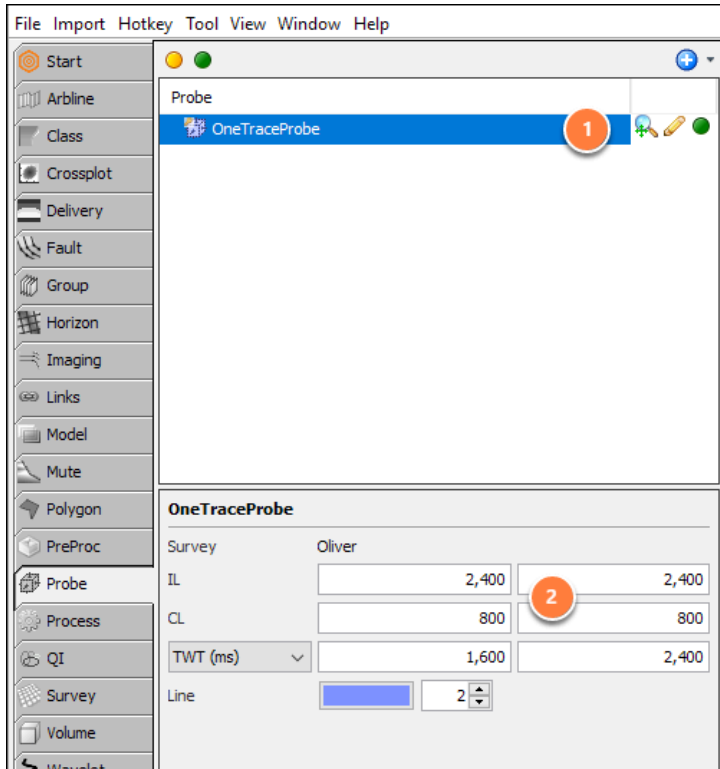 File Import Hotkey Tool View Window Help
Start
Arbline
Class
Crossplot
Delivery
Fault
Group
Horizon
Imaging
Links
Model
Mute
Polygon
PreProc
Probe
Process
QI
Survey
Volume
Wavelet
Probe
OneTraceProbe 1
OneTraceProbe
Survey Oliver
IL 2,400 2,400
2
CL 800 800
TWT (ms) 1,600 2,400
Line 2